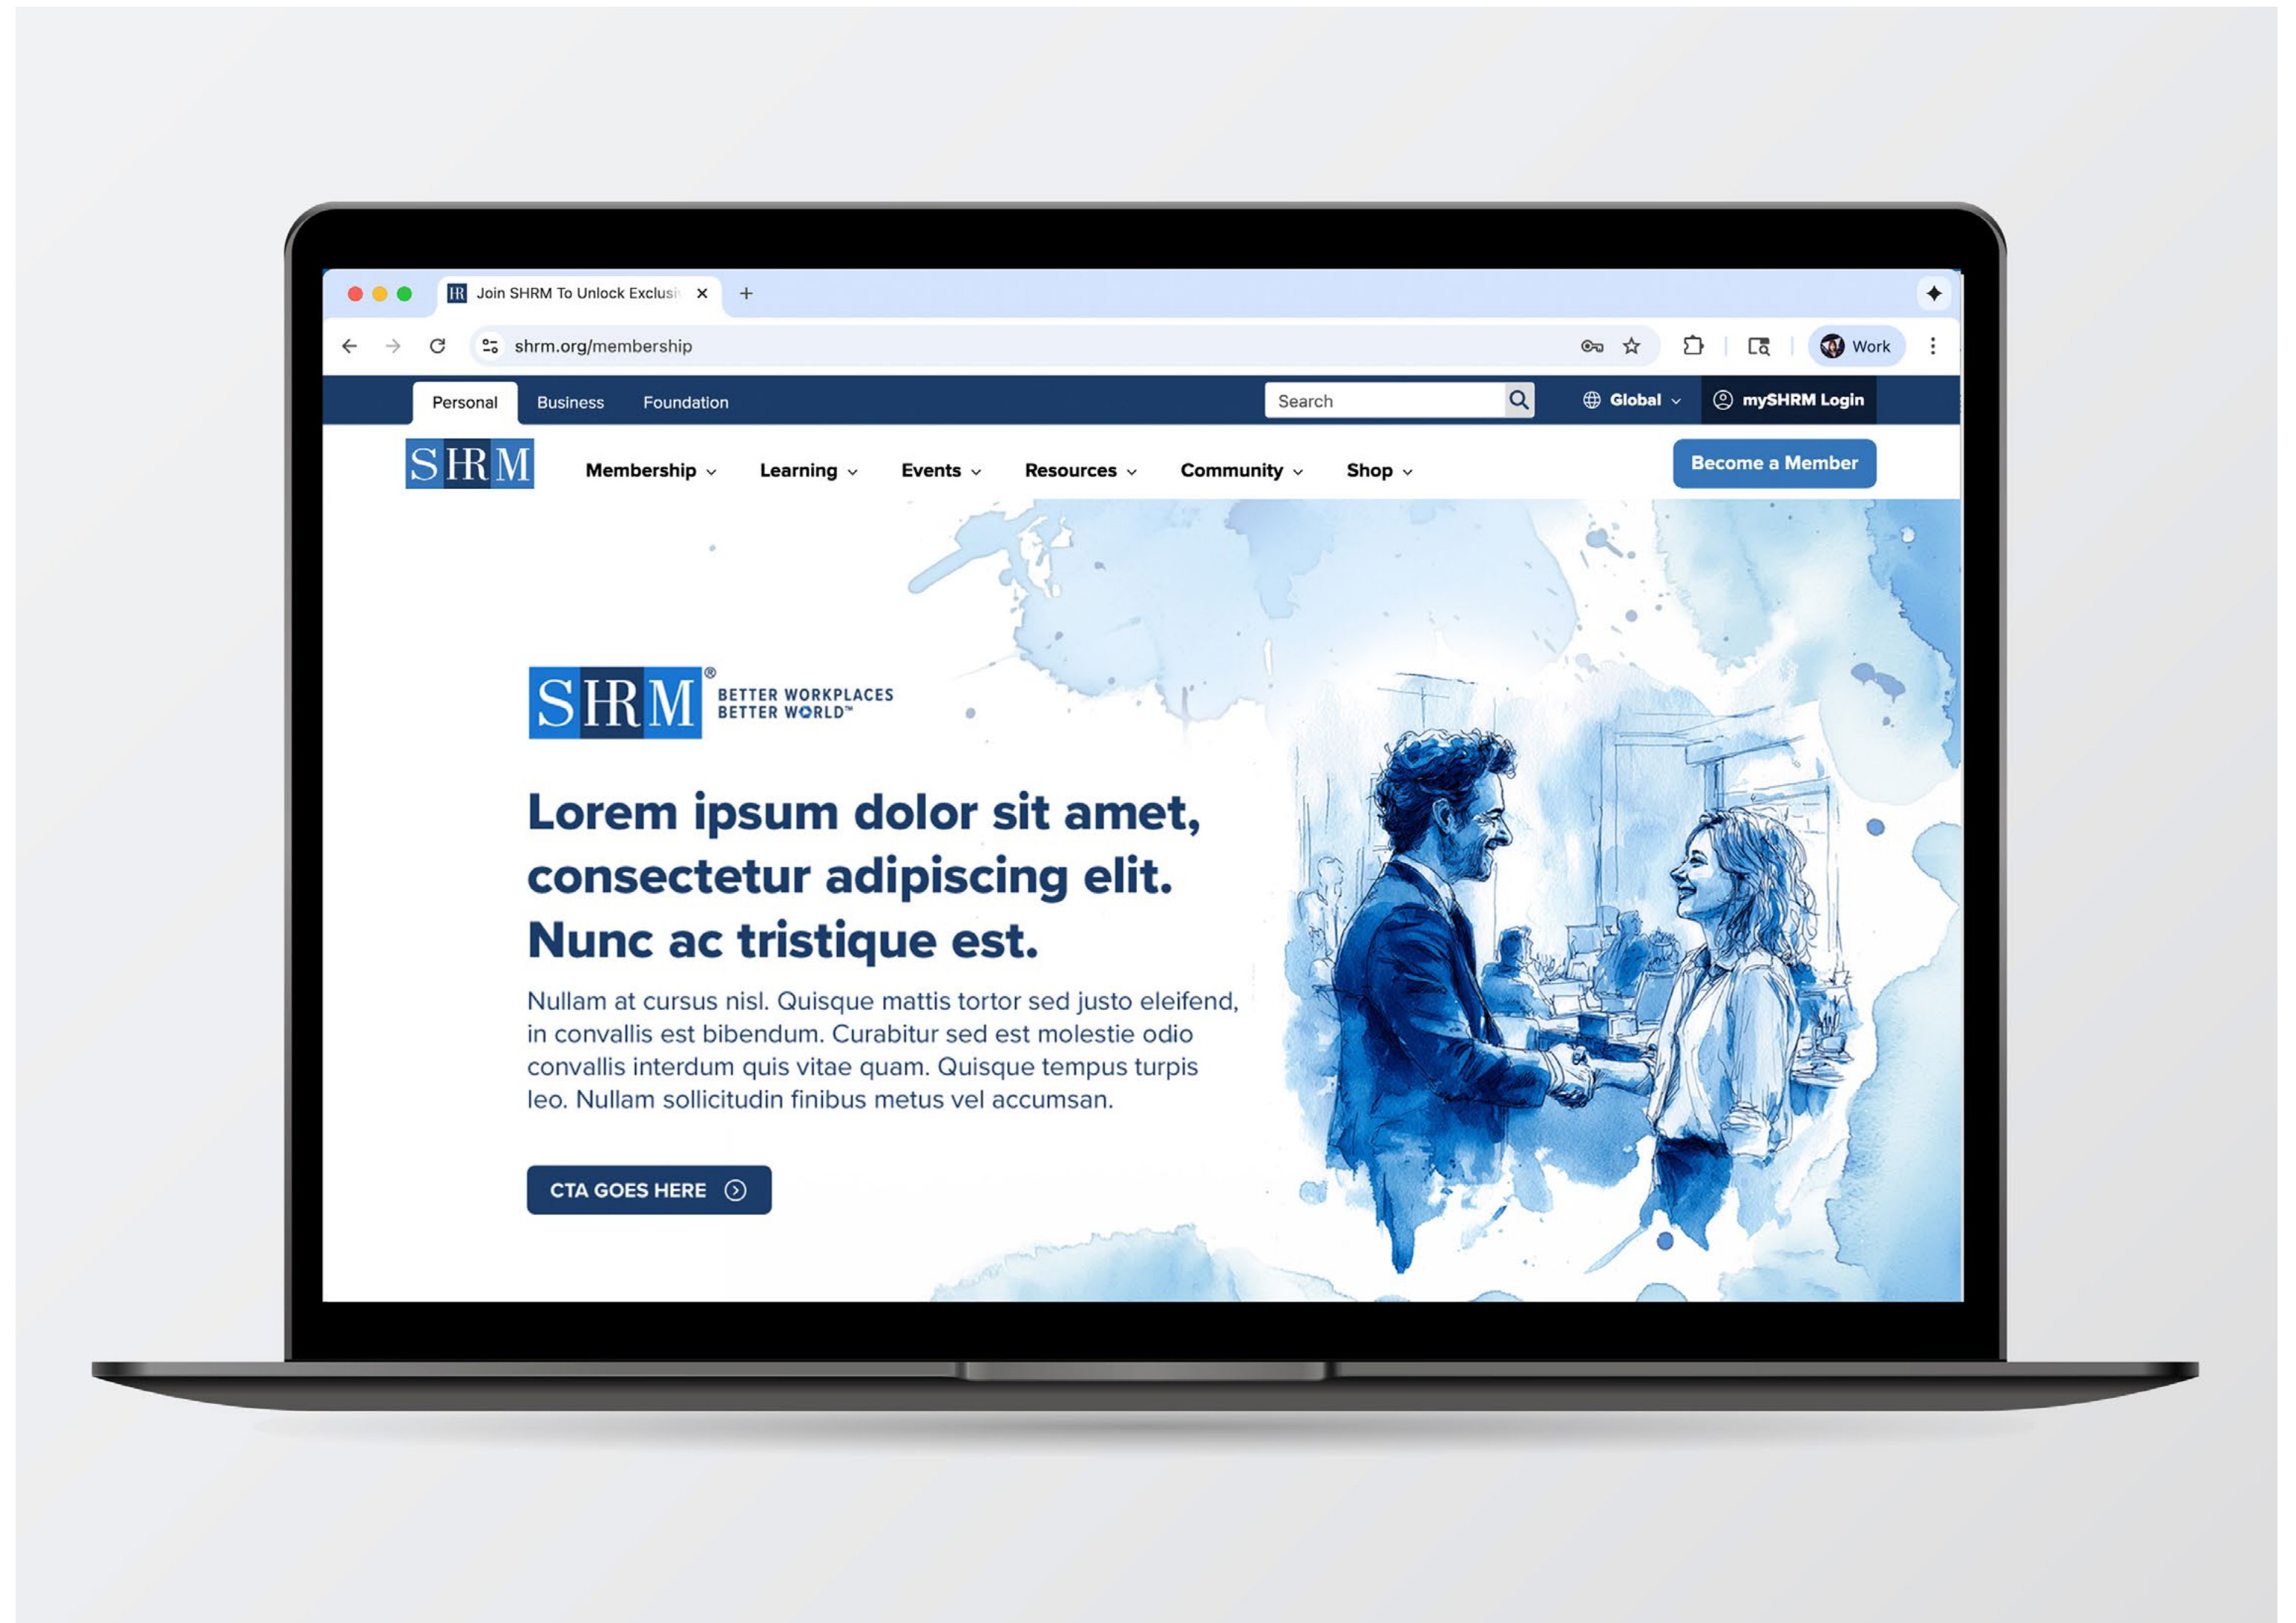 Join SHRM To Unlock Exclusi
shrm.org/membership
Work
Personal Business Foundation Search Global mySHRM Login
SHRM Membership Learning Events Resources Community Shop Become a Member
SHRM® BETTER WORKPLACES
BETTER WORLD™
Lorem ipsum dolor sit amet,
consectetur adipiscing elit.
Nunc ac tristique est.
Nullam at cursus nisl. Quisque mattis tortor sed justo eleifend,
in convallis est bibendum. Curabitur sed est molestie odio
convallis interdum quis vitae quam. Quisque tempus turpis
leo. Nullam sollicitudin finibus metus vel accumsan.
CTA GOES HERE